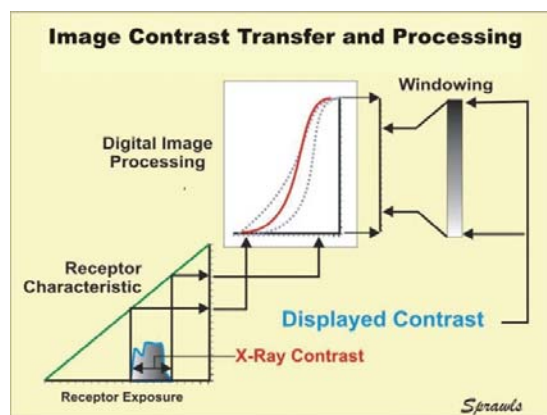 Image Contrast Transfer and Processing
Windowing
Digital Image
Processing
Receptor
Characteristic
Displayed Contrast
X-Ray Contrast
Receptor Exposure
Sprawls